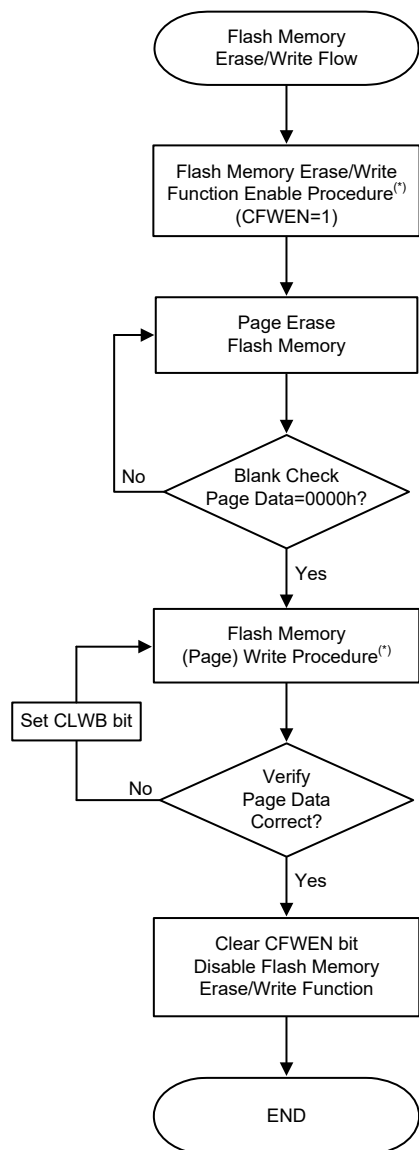 Flash Memory
Erase/Write Flow
Flash Memory Erase/Write
Function Enable Procedure(*)
(CFWEN=1)
Page Erase
Flash Memory
No
Blank Check
Page Data=0000h?
Yes
Flash Memory
(Page) Write Procedure(*)
Set CLWB bit
No
Verify
Page Data
Correct?
Yes
Clear CFWEN bit
Disable Flash Memory
Erase/Write Function
END